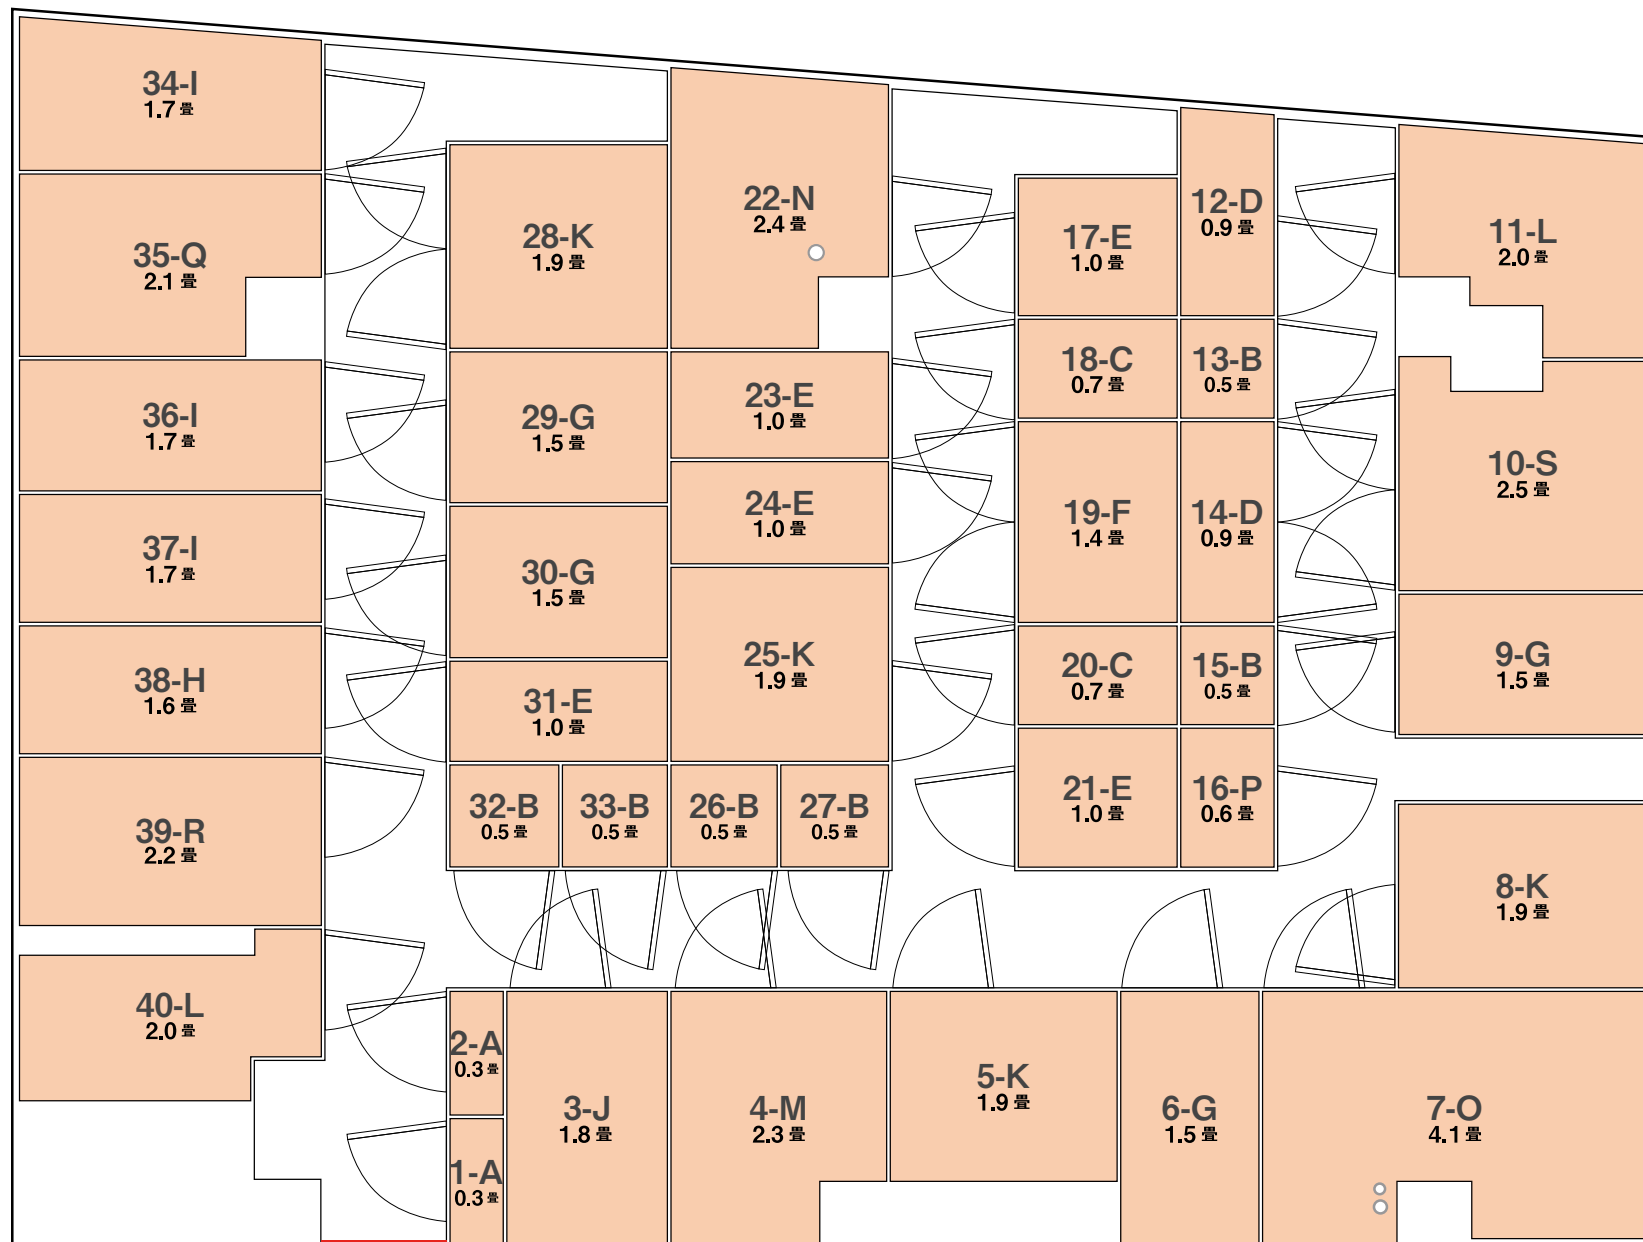 34-I
1.7 畳
35-Q
2.1 畳
36-I
1.7 畳
37-I
1.7 畳
38-H
1.6 畳
39-R
2.2 畳
40-L
2.0 畳
28-K
1.9 畳
29-G
1.5 畳
30-G
1.5 畳
31-E
1.0 畳
32-B
0.5 畳
33-B
0.5 畳
22-N
2.4 畳
23-E
1.0 畳
24-E
1.0 畳
25-K
1.9 畳
26-B
0.5 畳
27-B
0.5 畳
17-E
1.0 畳
18-C
0.7 畳
19-F
1.4 畳
20-C
0.7 畳
21-E
1.0 畳
12-D
0.9 畳
13-B
0.5 畳
14-D
0.9 畳
15-B
0.5 畳
16-P
0.6 畳
11-L
2.0 畳
10-S
2.5 畳
9-G
1.5 畳
8-K
1.9 畳
2-A
0.3 畳
1-A
0.3 畳
3-J
1.8 畳
4-M
2.3 畳
5-K
1.9 畳
6-G
1.5 畳
7-O
4.1 畳